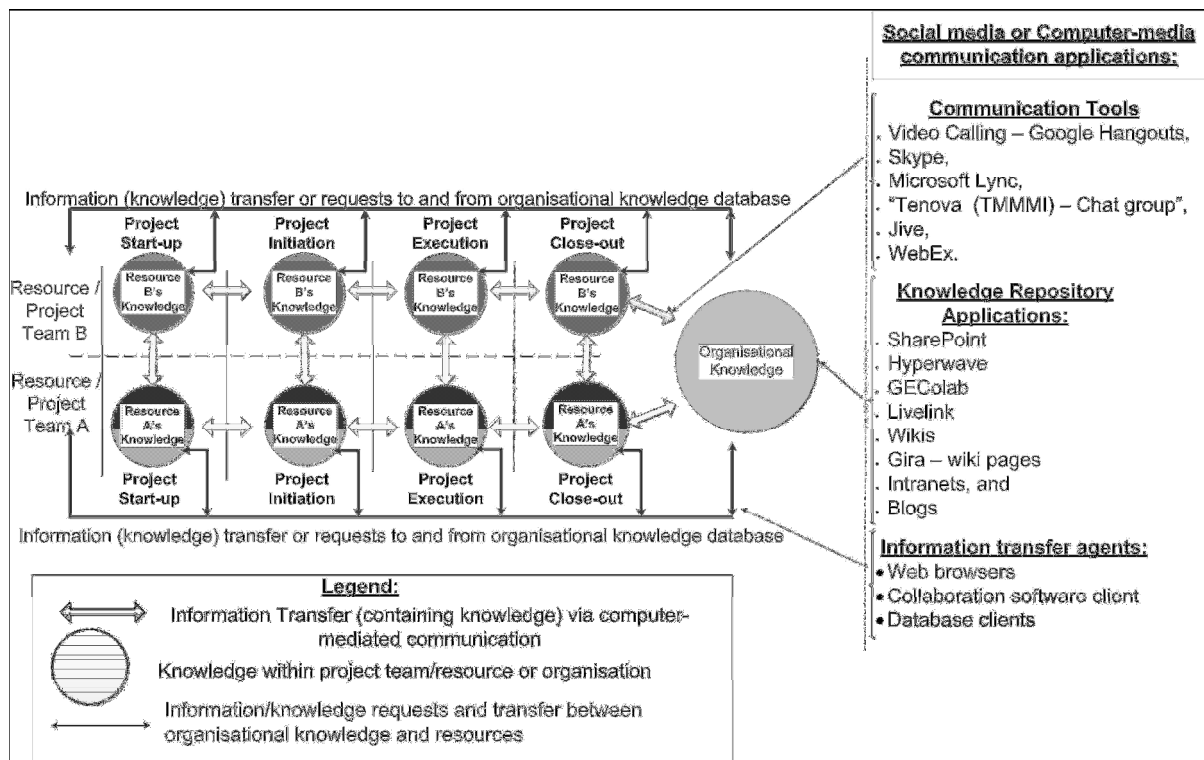 Social media or Computer-media
communication applications:
Communication Tools
. Video Calling – Google Hangouts,
. Skype,
. Microsoft Lync,
. "Tenova (TMMMI) – Chat group",
. Jive,
. WebEx.
Knowledge Repository
Applications:
. SharePoint
. Hyperwave
. GEColab
. Livelink
. Wikis
. Gira – wiki pages
. Intranets, and
. Blogs
Information transfer agents:
• Web browsers
• Collaboration software client
• Database clients
Information (knowledge) transfer or requests to and from organisational knowledge database
Project
Start-up
Project
Initiation
Project
Execution
Project
Close-out
Resource /
Project
Team B
Resource
B's
Knowledge
Resource
B's
Knowledge
Resource
B's
Knowledge
Resource
B's
Knowledge
Organisational
Knowledge
Resource /
Project
Team A
Resource
A's
Knowledge
Resource
A's
Knowledge
Resource
A's
Knowledge
Resource
A's
Knowledge
Project
Start-up
Project
Initiation
Project
Execution
Project
Close-out
Information (knowledge) transfer or requests to and from organisational knowledge database
Legend:
Information Transfer (containing knowledge) via computer-
mediated communication
Knowledge within project team/resource or organisation
Information/knowledge requests and transfer between
organisational knowledge and resources